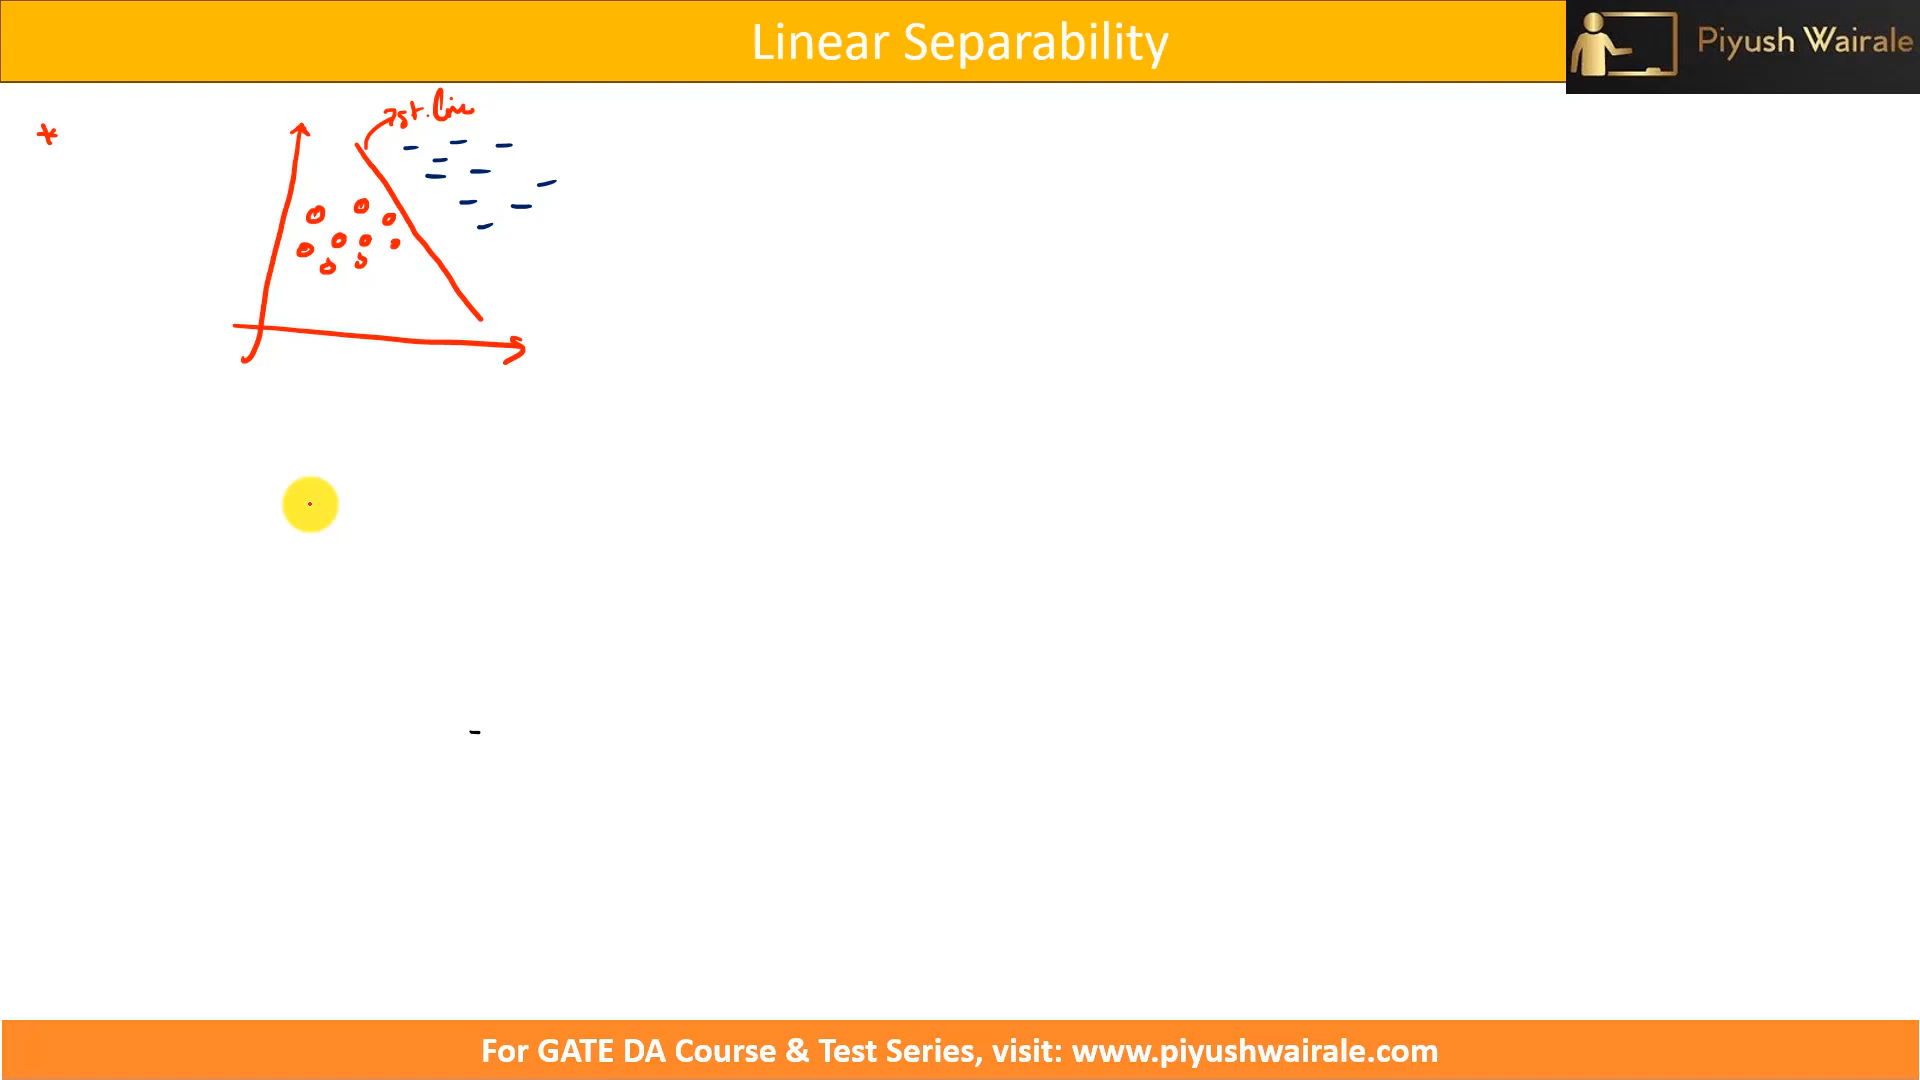 Linear Separability
Piyush Wairale
st. line
For GATE DA Course & Test Series, visit: www.piyushwairale.com